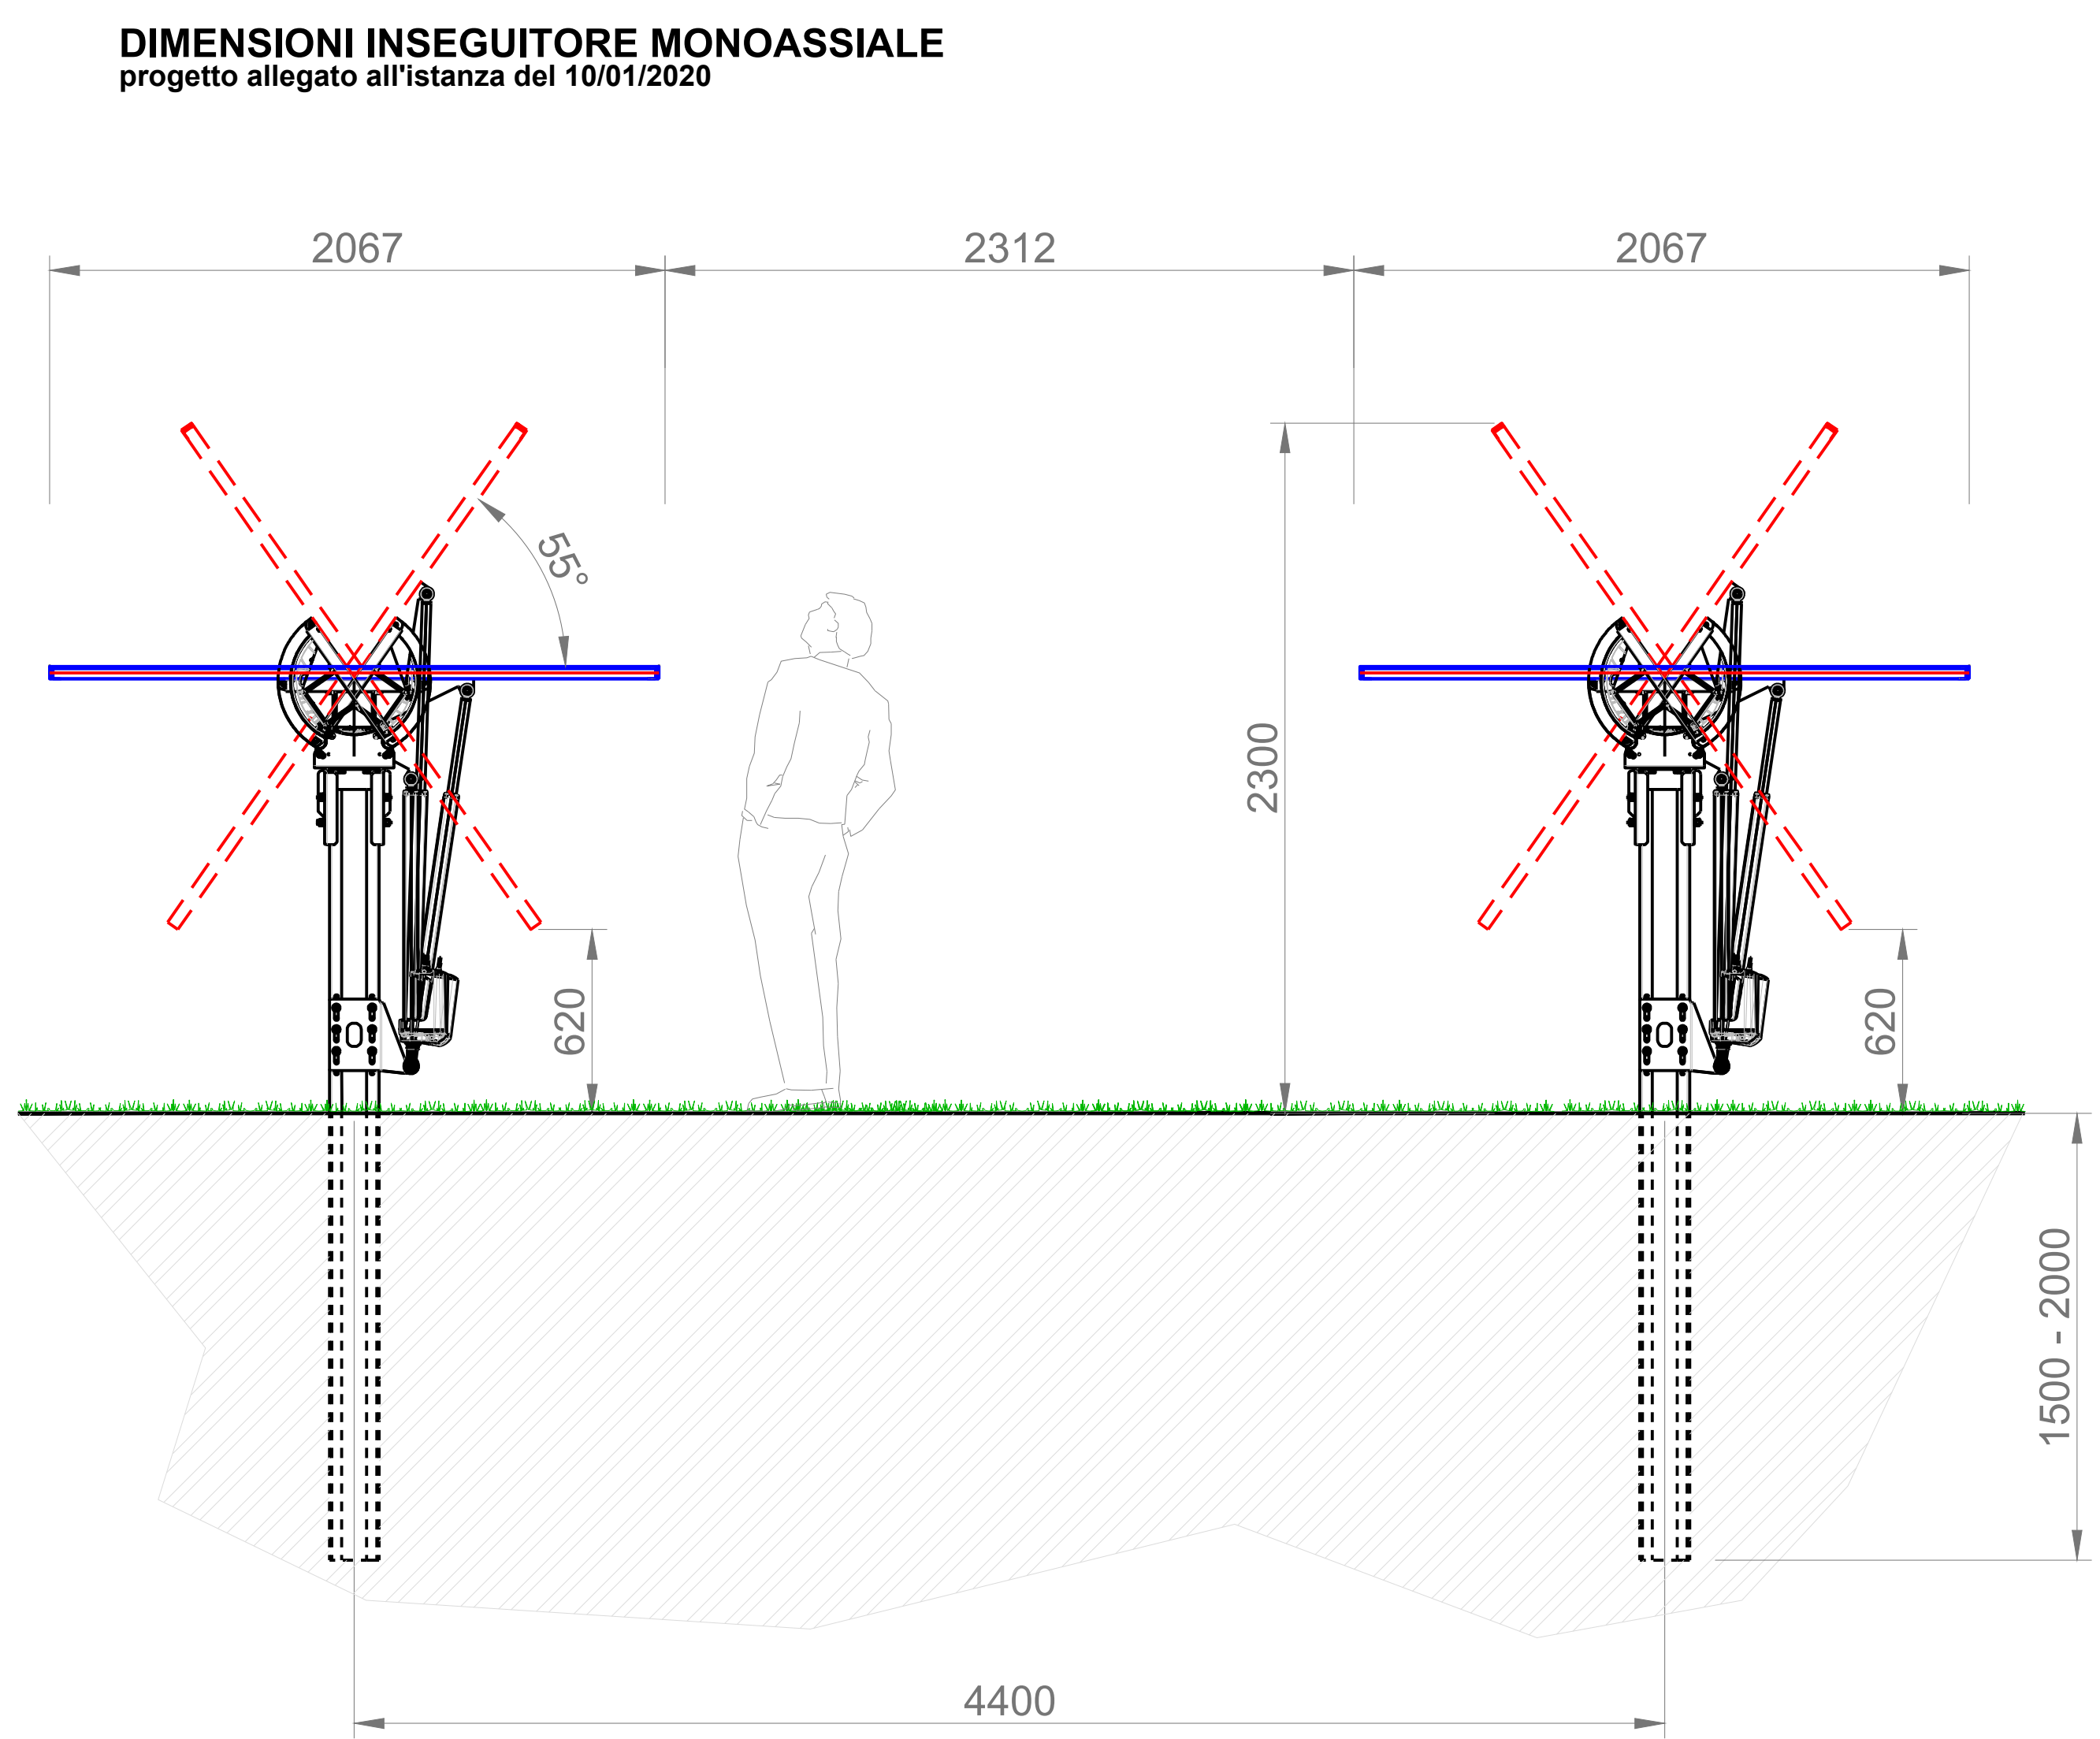 DIMENSIONI INSEGUITORE MONOASSIALE
progetto allegato all'istanza del 10/01/2020
2067
2312
2067
55°
2300
620
620
1500 - 2000
4400